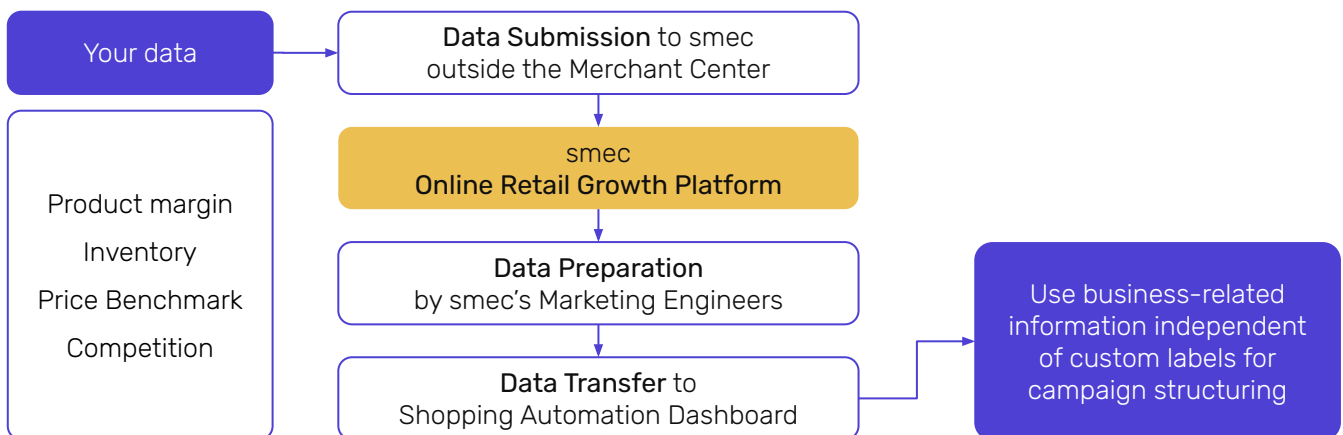 Your data
Product margin
Inventory
Price Benchmark
Competition
Data Submission to smec
outside the Merchant Center
smec
Online Retail Growth Platform
Data Preparation
by smec's Marketing Engineers
Data Transfer to
Shopping Automation Dashboard
Use business-related
information independent
of custom labels for
campaign structuring